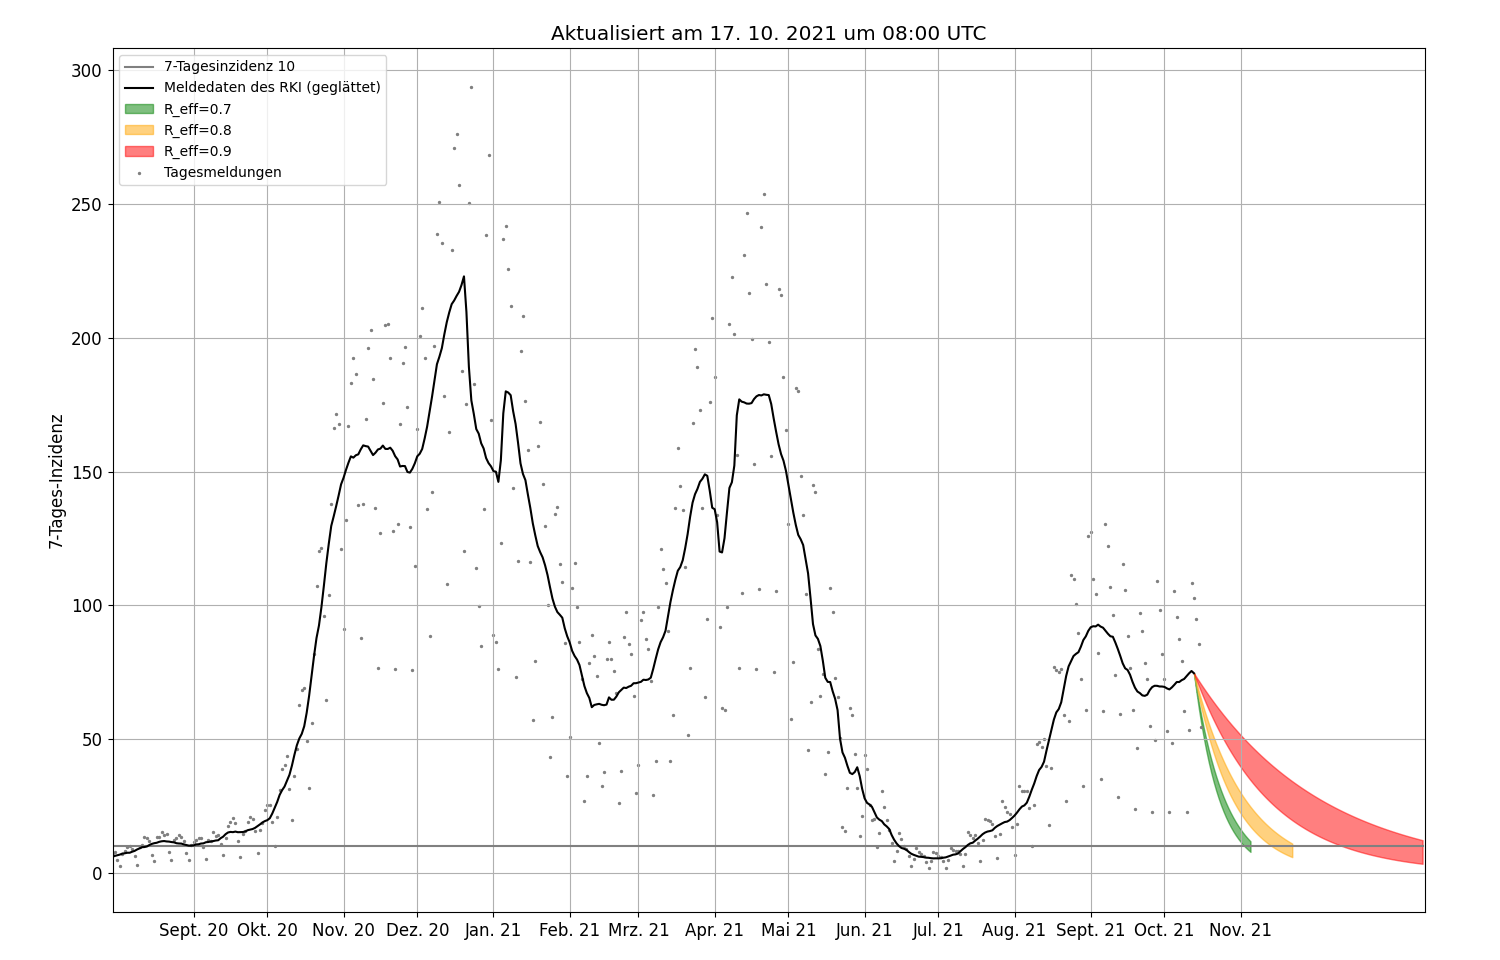 Aktualisiert am 17. 10. 2021 um 08:00 UTC
7-Tagesinzidenz 10
Meldedaten des RKI (geglättet)
R_eff=0.7
R_eff=0.8
R_eff=0.9
Tagesmeldungen
7-Tages-Inzidenz
300
250
200
150
100
50
0
Sept. 20 Okt. 20 Nov. 20 Dez. 20 Jan. 21 Feb. 21 Mrz. 21 Apr. 21 Mai 21 Jun. 21 Jul. 21 Aug. 21 Sept. 21 Oct. 21 Nov. 21